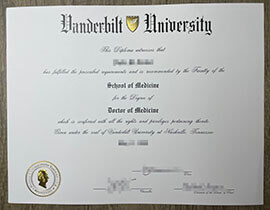 Vanderbilt University
This Diploma witnesses that
has fulfilled the prescribed requirements and is recommended by the Faculty of the
School of Medicine
for the Degree of
Doctor of Medicine
which is conferred with all the rights and privileges pertaining thereto.
Given under the seal of Vanderbilt University at Nashville, Tennessee